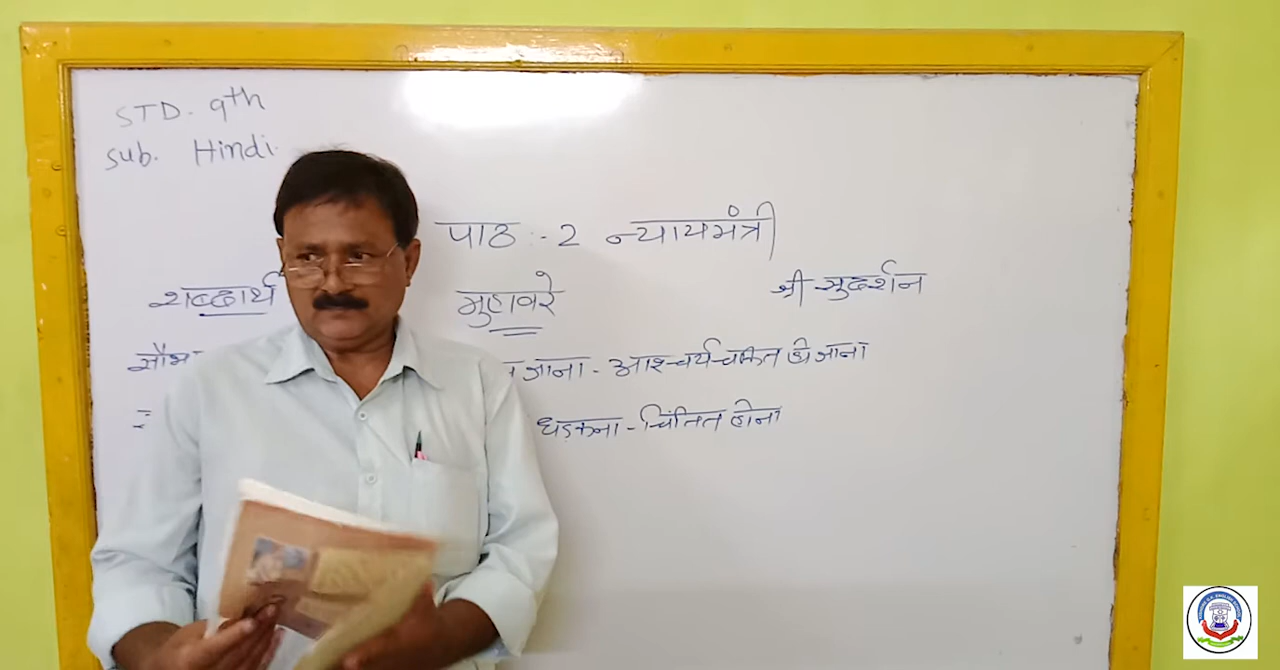 STD. 9th
Sub. Hindi
पाठ :- 2 न्यायमंत्री
शब्दार्थ मुहावरे श्री सुदर्शन
जाना - आश्चर्यचकित हो जाना
धड़कना - चिंतित होना